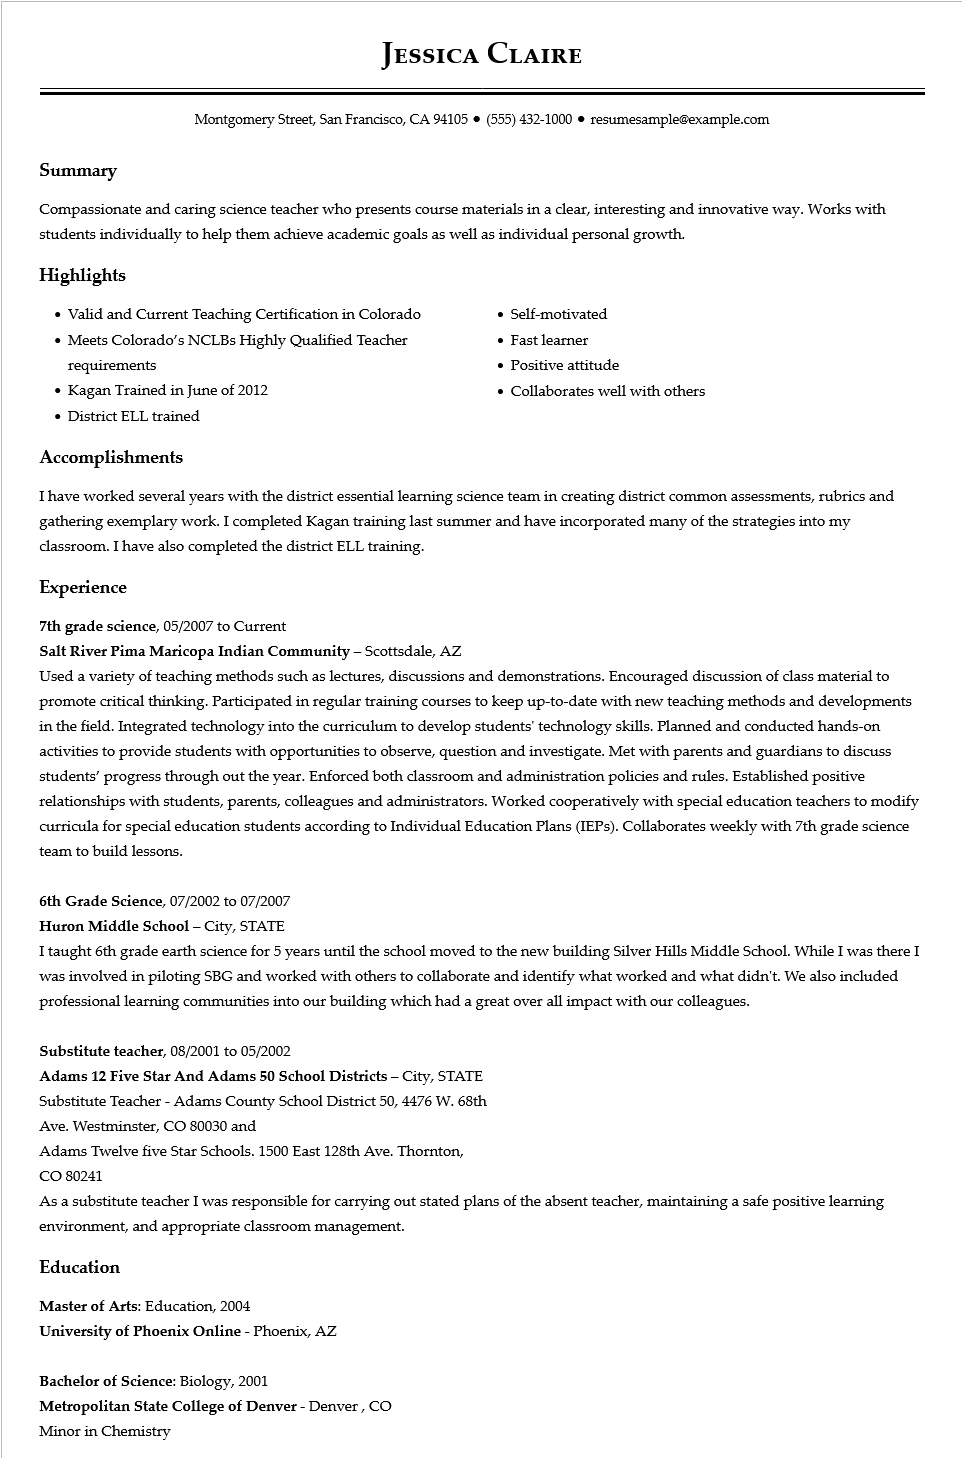 Jessica Claire
Montgomery Street, San Francisco, CA 94105 ● (555) 432-1000 ● resumesample@example.com
Summary
Compassionate and caring science teacher who presents course materials in a clear, interesting and innovative way. Works with
students individually to help them achieve academic goals as well as individual personal growth.
Highlights
• Valid and Current Teaching Certification in Colorado
• Meets Colorado’s NCLBs Highly Qualified Teacher
requirements
• Kagan Trained in June of 2012
• District ELL trained
• Self-motivated
• Fast learner
• Positive attitude
• Collaborates well with others
Accomplishments
I have worked several years with the district essential learning science team in creating district common assessments, rubrics and
gathering exemplary work. I completed Kagan training last summer and have incorporated many of the strategies into my
classroom. I have also completed the district ELL training.
Experience
7th grade science, 05/2007 to Current
Salt River Pima Maricopa Indian Community – Scottsdale, AZ
Used a variety of teaching methods such as lectures, discussions and demonstrations. Encouraged discussion of class material to
promote critical thinking. Participated in regular training courses to keep up-to-date with new teaching methods and developments
in the field. Integrated technology into the curriculum to develop students' technology skills. Planned and conducted hands-on
activities to provide students with opportunities to observe, question and investigate. Met with parents and guardians to discuss
students’ progress through out the year. Enforced both classroom and administration policies and rules. Established positive
relationships with students, parents, colleagues and administrators. Worked cooperatively with special education teachers to modify
curricula for special education students according to Individual Education Plans (IEPs). Collaborates weekly with 7th grade science
team to build lessons.
6th Grade Science, 07/2002 to 07/2007
Huron Middle School – City, STATE
I taught 6th grade earth science for 5 years until the school moved to the new building Silver Hills Middle School. While I was there I
was involved in piloting SBG and worked with others to collaborate and identify what worked and what didn't. We also included
professional learning communities into our building which had a great over all impact with our colleagues.
Substitute teacher, 08/2001 to 05/2002
Adams 12 Five Star And Adams 50 School Districts – City, STATE
Substitute Teacher - Adams County School District 50, 4476 W. 68th
Ave. Westminster, CO 80030 and
Adams Twelve five Star Schools. 1500 East 128th Ave. Thornton,
CO 80241
As a substitute teacher I was responsible for carrying out stated plans of the absent teacher, maintaining a safe positive learning
environment, and appropriate classroom management.
Education
Master of Arts: Education, 2004
University of Phoenix Online - Phoenix, AZ
Bachelor of Science: Biology, 2001
Metropolitan State College of Denver - Denver , CO
Minor in Chemistry